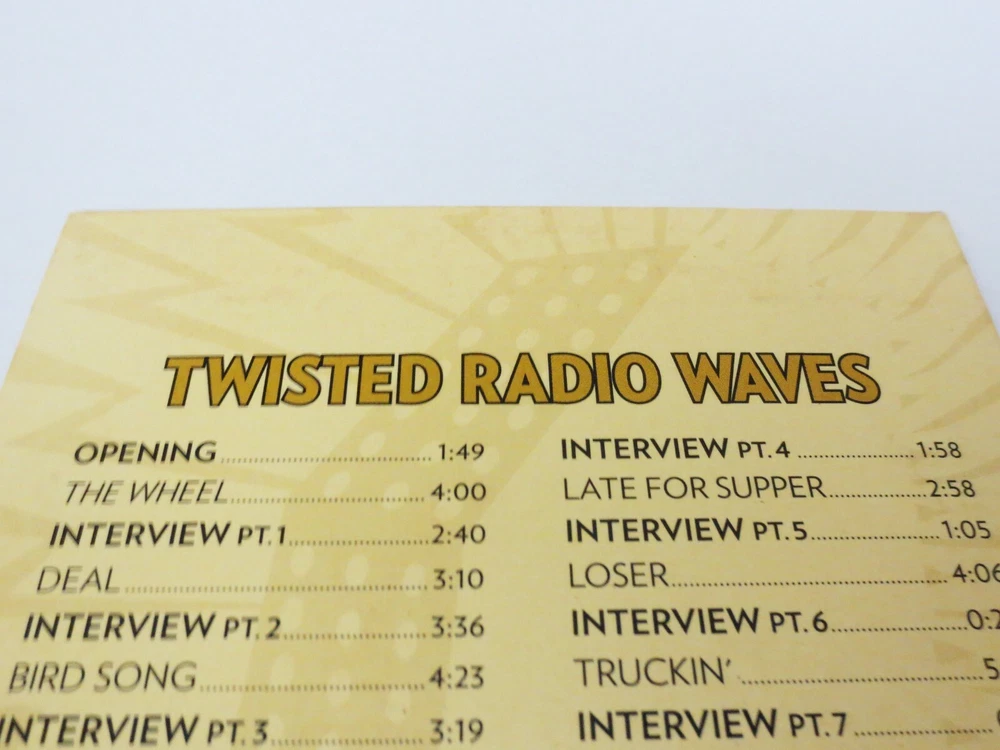 TWISTED RADIO WAVES
OPENING 1:49
THE WHEEL 4:00
INTERVIEW PT. 1 2:40
DEAL 3:10
INTERVIEW PT. 2 3:36
BIRD SONG 4:23
INTERVIEW PT. 3 3:19
INTERVIEW PT. 4 1:58
LATE FOR SUPPER 2:58
INTERVIEW PT. 5 1:05
LOSER 4:06
INTERVIEW PT. 6
TRUCKIN'
INTERVIEW PT. 7